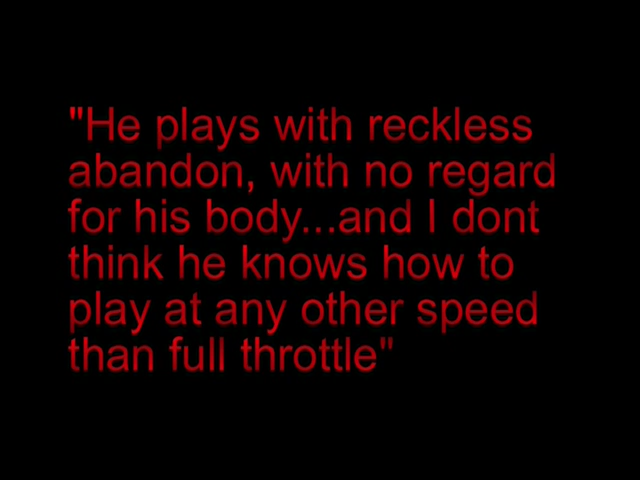 "He plays with reckless
abandon, with no regard
for his body...and I dont
think he knows how to
play at any other speed
than full throttle"